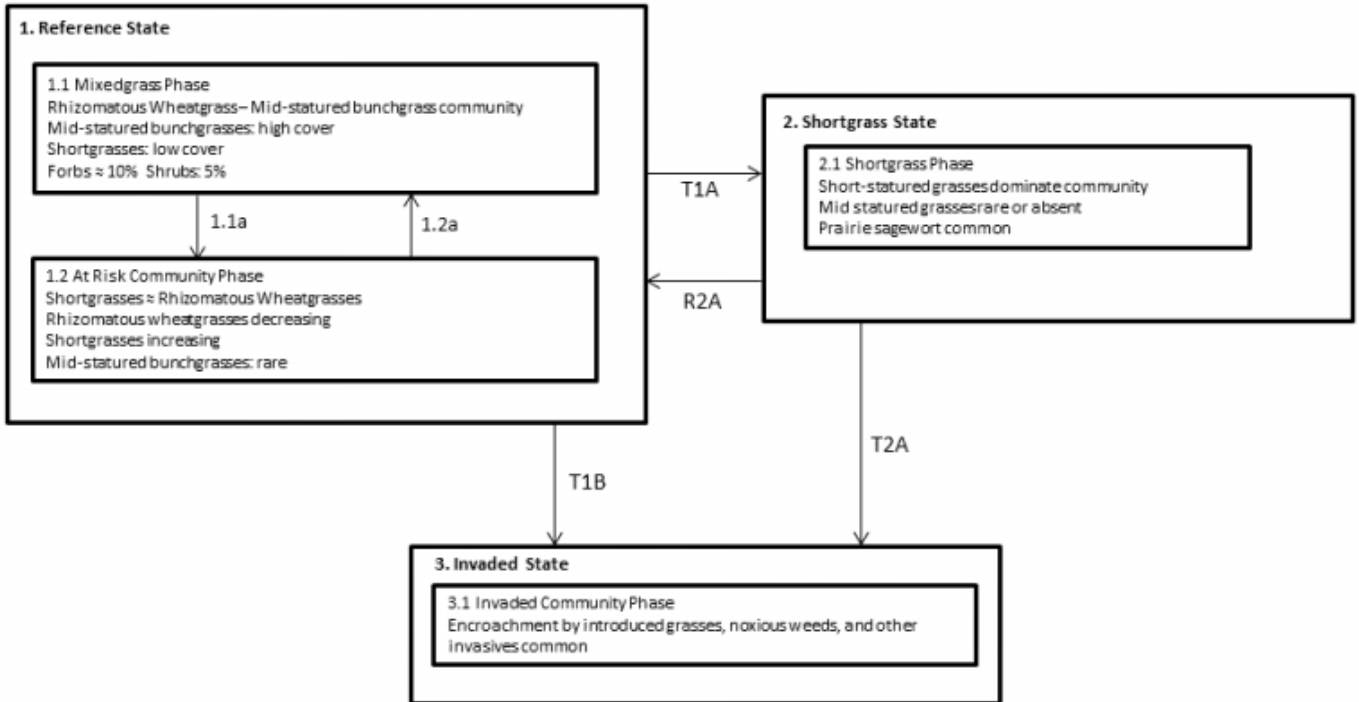 1. Reference State
1.1 Mixedgrass Phase
Rhizomatous Wheatgrass– Mid-statured bunchgrass community
Mid-statured bunchgrasses: high cover
Shortgrasses: low cover
Forbs ≈ 10% Shrubs: 5%
1.1a
1.2a
1.2 At Risk Community Phase
Shortgrasses ≈ Rhizomatous Wheatgrasses
Rhizomatous wheatgrasses decreasing
Shortgrasses increasing
Mid-statured bunchgrasses: rare
T1A
R2A
2. Shortgrass State
2.1 Shortgrass Phase
Short-statured grasses dominate community
Mid statured grasses rare or absent
Prairie sagewort common
T1B
T2A
3. Invaded State
3.1 Invaded Community Phase
Encroachment by introduced grasses, noxious weeds, and other
invasives common